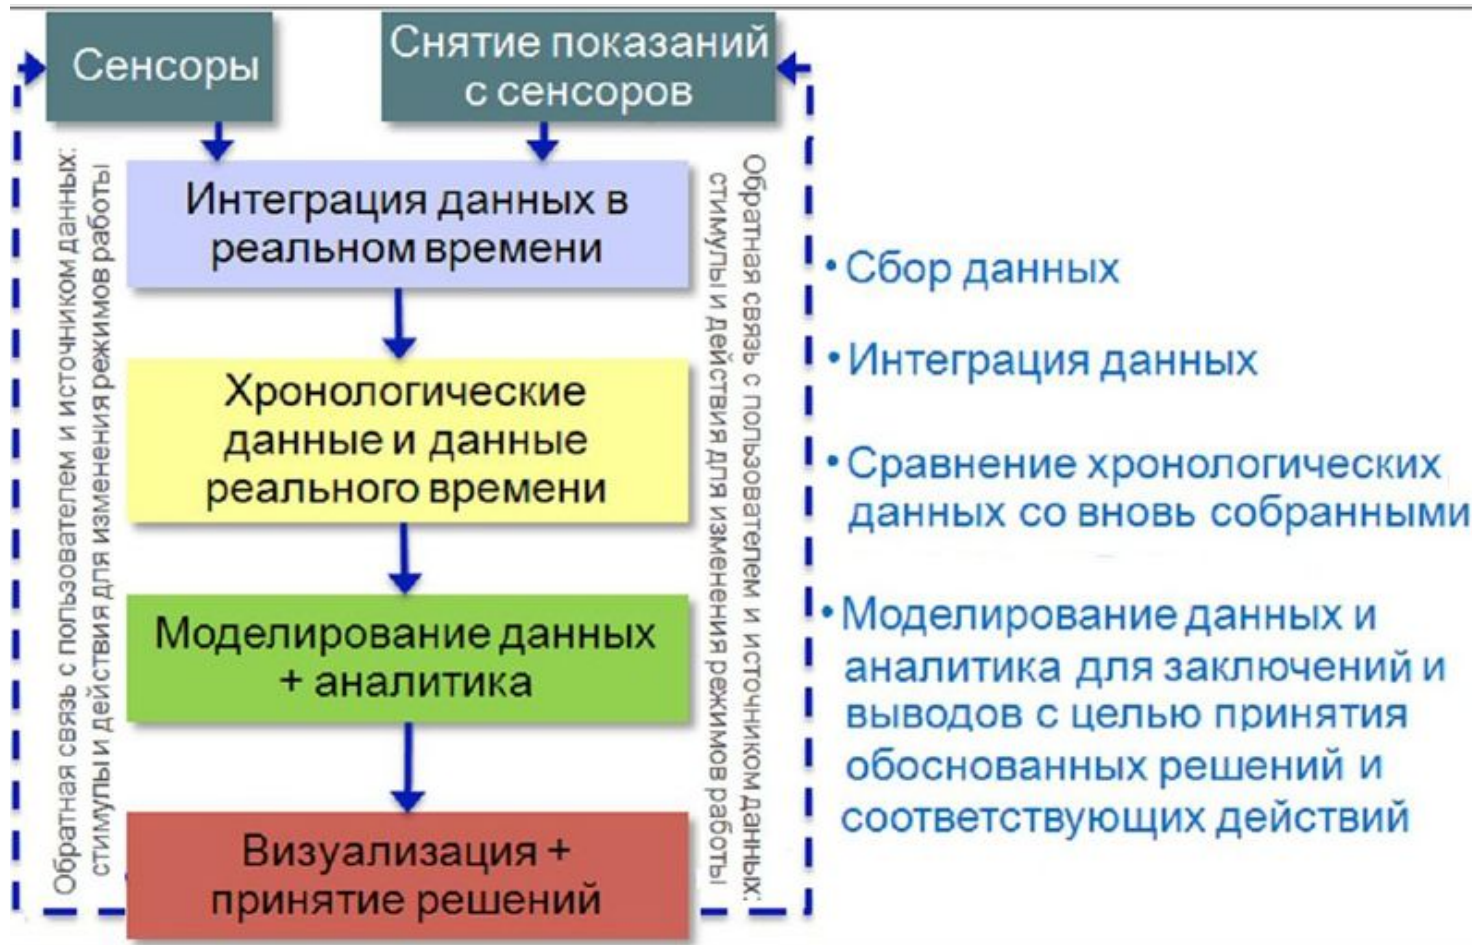 Сенсоры
Снятие показаний
с сенсоров
Интеграция данных в
реальном времени
Хронологические
данные и данные
реального времени
Моделирование данных
+ аналитика
Визуализация +
принятие решений
Обратная связь с пользователем и источником данных:
стимулы и действия для изменения режимов работы
Обратная связь с пользователем и источником данных:
стимулы и действия для изменения режимов работы
• Сбор данных
• Интеграция данных
• Сравнение хронологических
данных со вновь собранными
• Моделирование данных и
аналитика для заключений и
выводов с целью принятия
обоснованных решений и
соответствующих действий